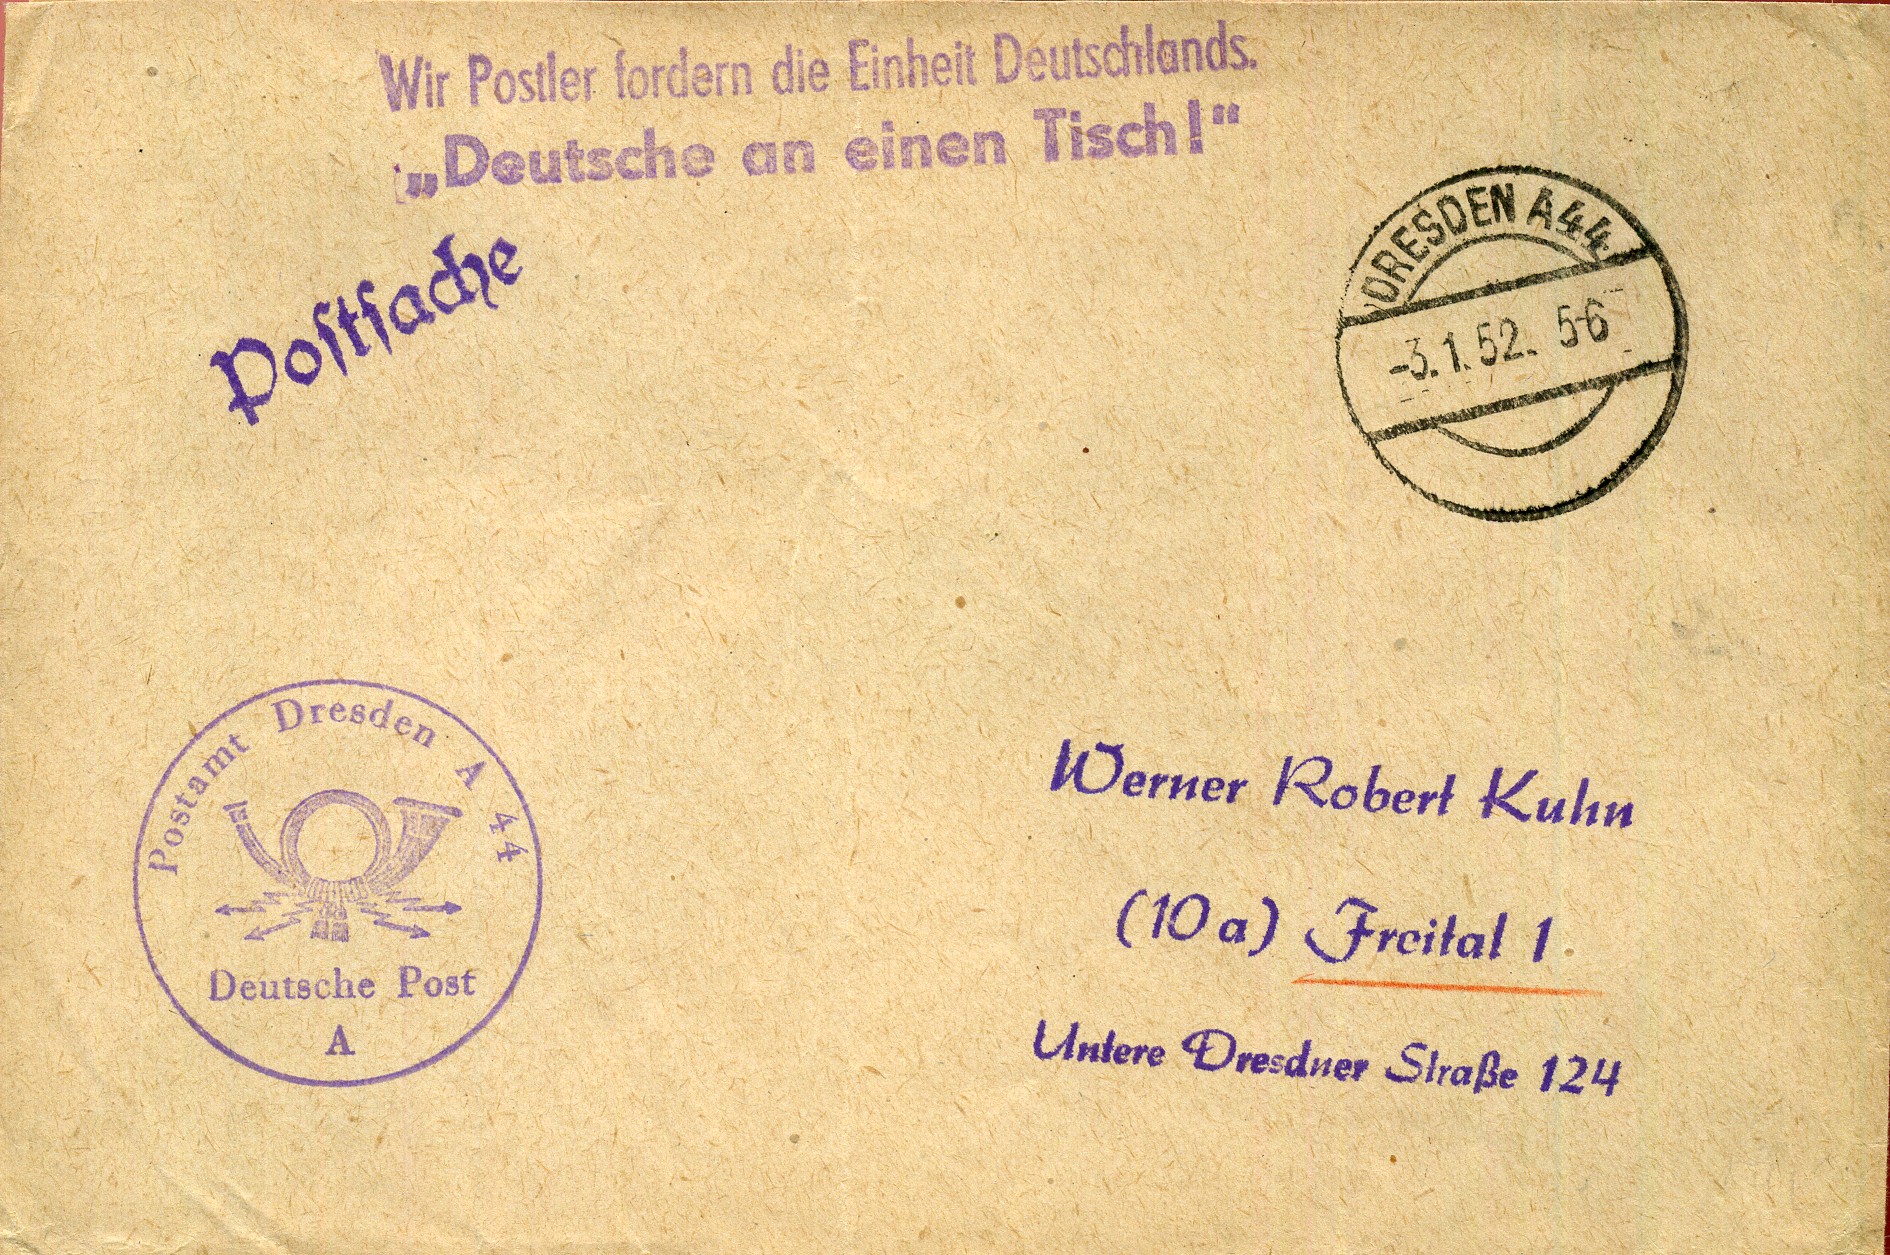 Wir Postler fordern die Einheit Deutschlands.
„Deutsche an einen Tisch!“
Postsache
DRESDEN A44
-3.1.52. 5-6
Postamt Dresden A 44
Deutsche Post
A
Werner Robert Kuhn
(10a) Freital 1
Untere Dresdner Straße 124